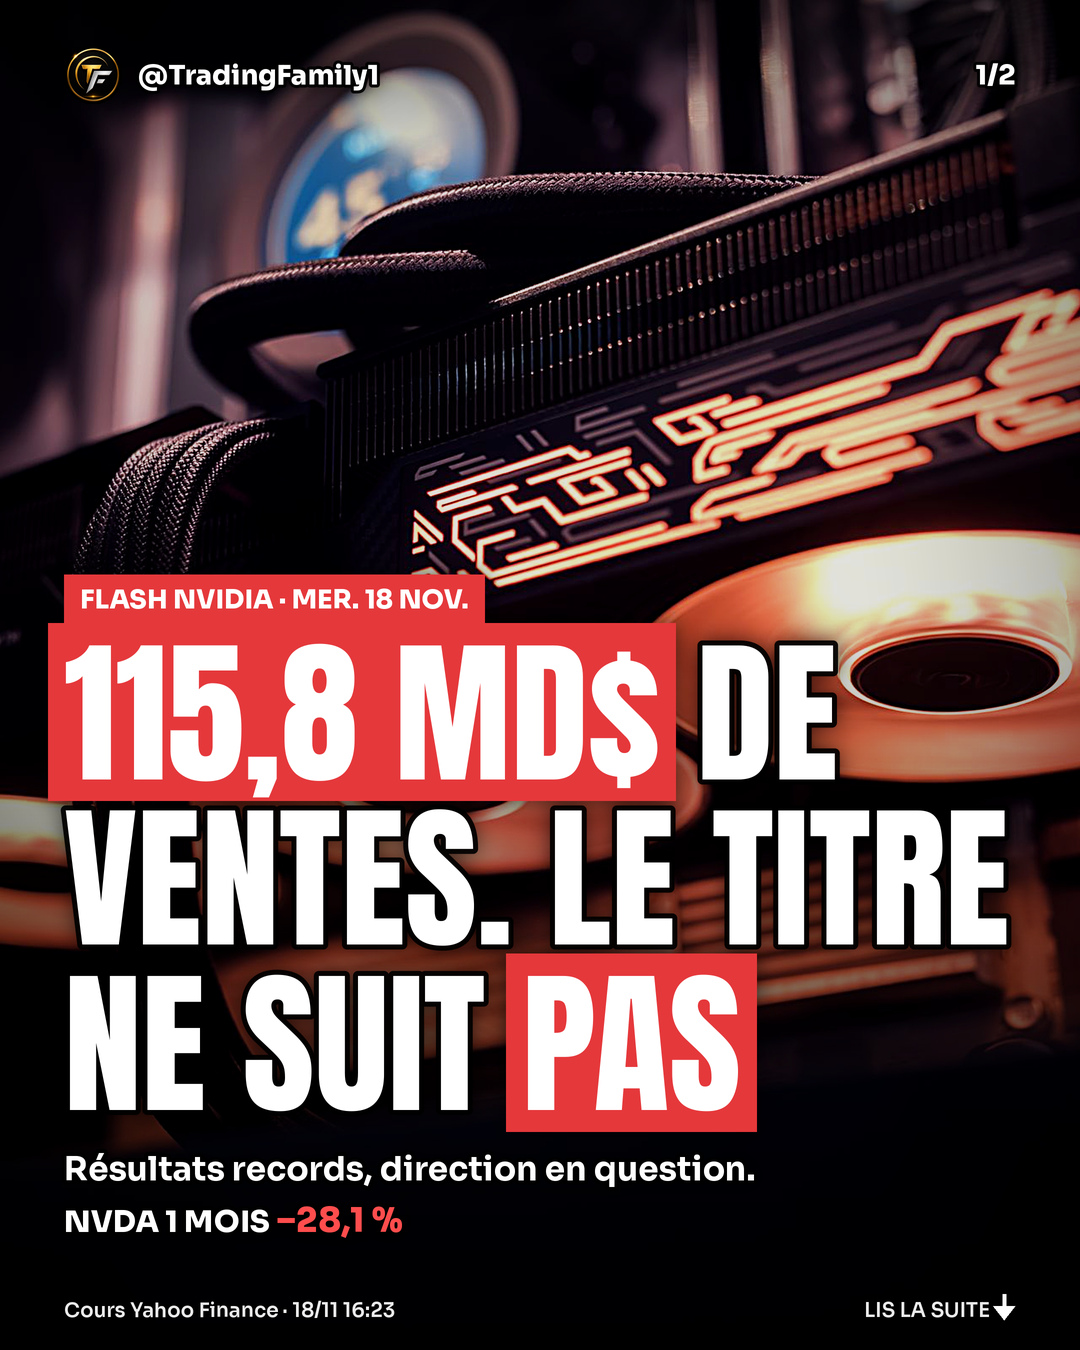 TF @TradingFamily1
1/2
45
FLASH NVIDIA · MER. 18 NOV.
115,8 MD$ DE
VENTES. LE TITRE
NE SUIT PAS
Résultats records, direction en question.
NVDA 1 MOIS −28,1 %
Cours Yahoo Finance · 18/11 16:23
LIS LA SUITE